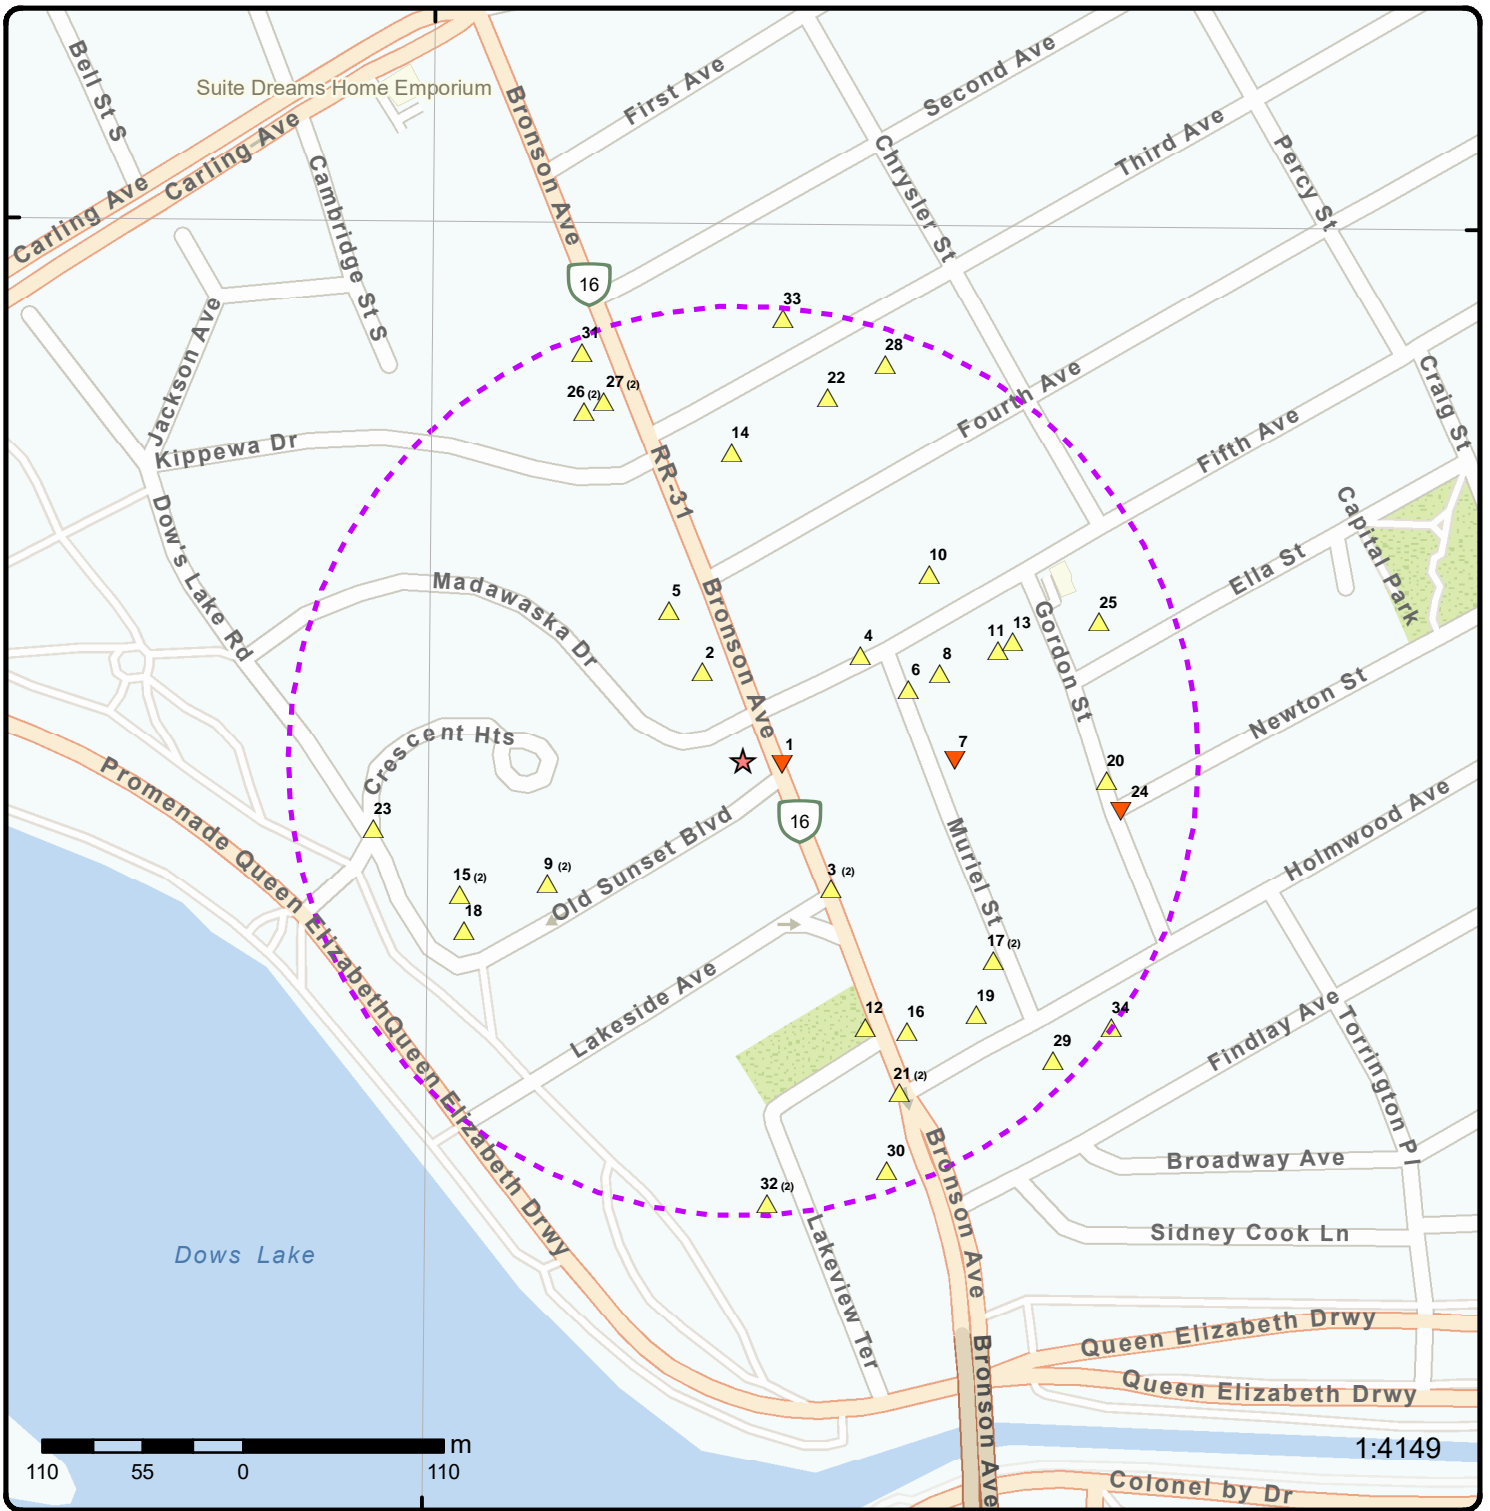 Bell St S
Suite Dreams Home Emporium
Carling Ave
Carling Ave
Cambridge St S
Bronson Ave
First Ave
Second Ave
Third Ave
Chrysler St
Percy St
16
Jackson Ave
Kippewa Dr
Dow's Lake Rd
33
31
28
27 (2)
26 (2)
22
14
RR-31
Fourth Ave
Fifth Ave
Craig St
Capital Park
Ella St
Madawaska Dr
Bronson Ave
5
2
10
4
6
8
11
13
25
Gordon St
Newton St
Crescent Hts
1
7
20
24
16
23
15 (2)
9 (2)
18
Old Sunset Blvd
3 (2)
Muriel St
Holmwood Ave
Promenade Queen Elizabeth
Queen Elizabeth Drwy
17 (2)
Lakeside Ave
12
16
19
34
29
21 (2)
Findlay Ave
Torrington Pl
30
32 (2)
Bronson Ave
Broadway Ave
Sidney Cook Ln
Dows Lake
Lakeview Ter
Queen Elizabeth Drwy
Queen Elizabeth Drwy
Bronson Ave
Colonel by Dr
m
110 55 0 110
1:4149